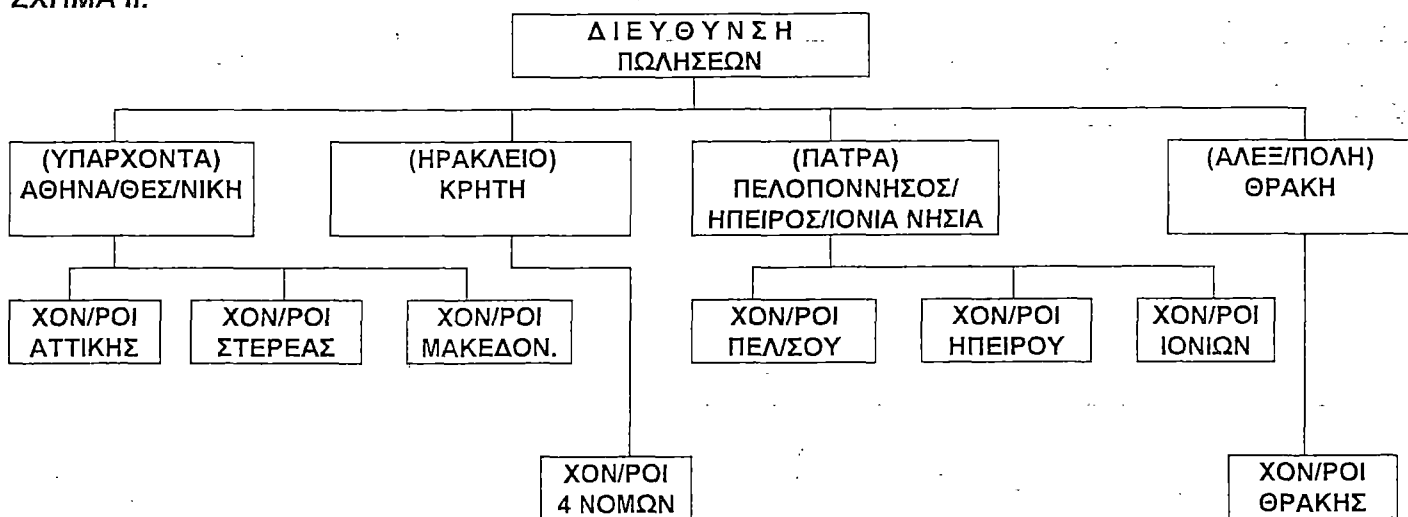 ΣΧΗΜΑ ΙΙ.
Δ Ι Ε Υ Θ Υ Ν Σ Η
ΠΩΛΗΣΕΩΝ
(ΥΠΑΡΧΟΝΤΑ)
ΑΘΗΝΑ/ΘΕΣ/ΝΙΚΗ
(ΗΡΑΚΛΕΙΟ)
ΚΡΗΤΗ
(ΠΑΤΡΑ)
ΠΕΛΟΠΟΝΝΗΣΟΣ/
ΗΠΕΙΡΟΣ/ΙΟΝΙΑ ΝΗΣΙΑ
(ΑΛΕΞ/ΠΟΛΗ)
ΘΡΑΚΗ
ΧΟΝ/ΡΟΙ
ΑΤΤΙΚΗΣ
ΧΟΝ/ΡΟΙ
ΣΤΕΡΕΑΣ
ΧΟΝ/ΡΟΙ
ΜΑΚΕΔΟΝ.
ΧΟΝ/ΡΟΙ
ΠΕΛ/ΣΟΥ
ΧΟΝ/ΡΟΙ
ΗΠΕΙΡΟΥ
ΧΟΝ/ΡΟΙ
ΙΟΝΙΩΝ
ΧΟΝ/ΡΟΙ
4 ΝΟΜΩΝ
ΧΟΝ/ΡΟΙ
ΘΡΑΚΗΣ